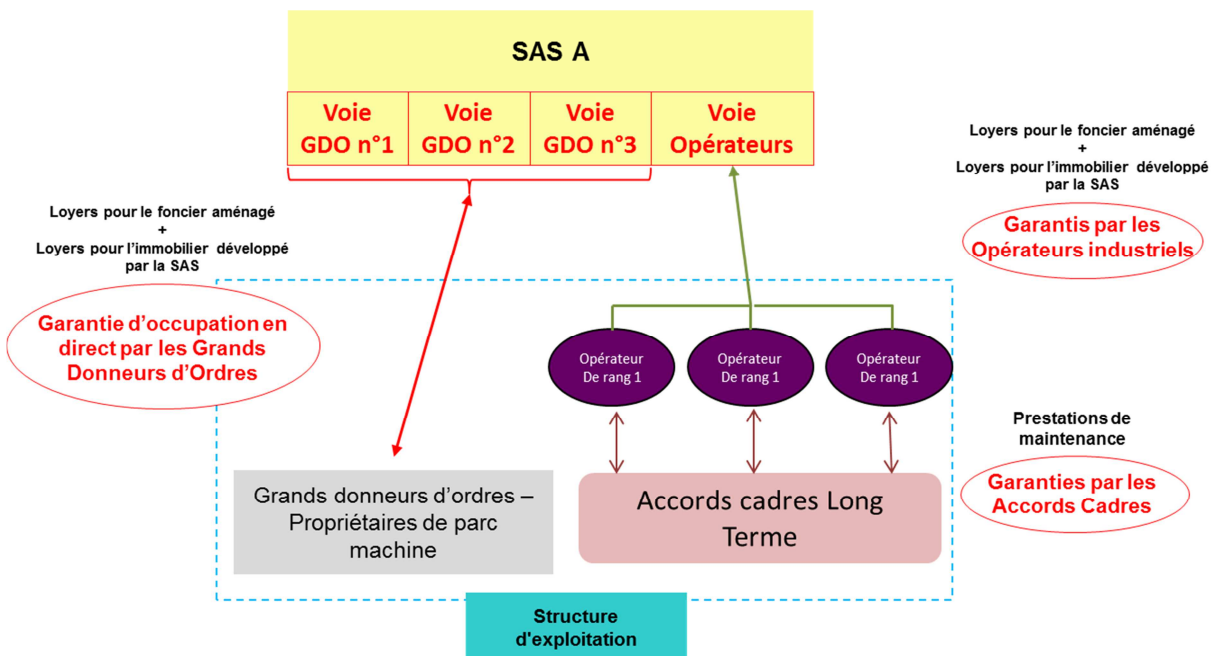 SAS A
Voie
GDO n°1
Voie
GDO n°2
Voie
GDO n°3
Voie
Opérateurs
Loyers pour le foncier aménagé
+
Loyers pour l'immobilier développé
par la SAS
Garantis par les
Opérateurs industriels
Loyers pour le foncier aménagé
+
Loyers pour l'immobilier développé
par la SAS
Garantie d'occupation en
direct par les Grands
Donneurs d'Ordres
Opérateur
De rang 1
Opérateur
De rang 1
Opérateur
De rang 1
Prestations de
maintenance
Garanties par les
Accords Cadres
Grands donneurs d'ordres –
Propriétaires de parc
machine
Accords cadres Long
Terme
Structure
d'exploitation